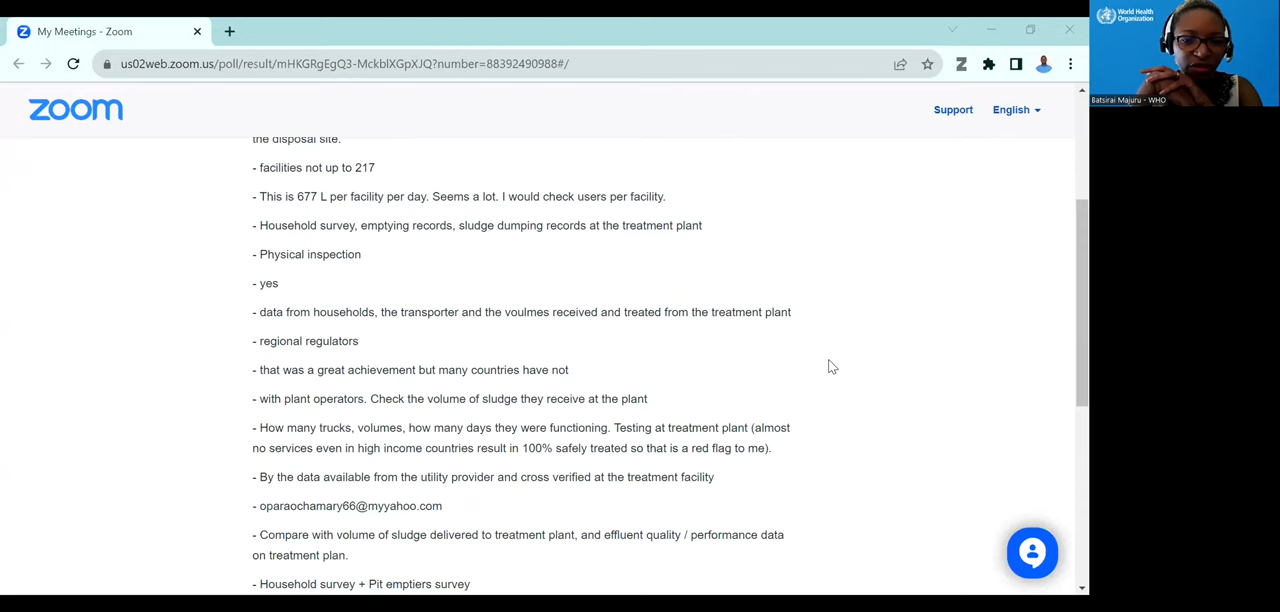 My Meetings - Zoom
us02web.zoom.us/poll/result/mHKGRgEgQ3-MckblXGpXJQ?number=88392490988#/
World Health
Organization
Batsirai Majuru - WHO
zoom
Support
English
the disposal site.
- facilities not up to 217
- This is 677 L per facility per day. Seems a lot. I would check users per facility.
- Household survey, emptying records, sludge dumping records at the treatment plant
- Physical inspection
- yes
- data from households, the transporter and the voulmes received and treated from the treatment plant
- regional regulators
- that was a great achievement but many countries have not
- with plant operators. Check the volume of sludge they receive at the plant
- How many trucks, volumes, how many days they were functioning. Testing at treatment plant (almost
no services even in high income countries result in 100% safely treated so that is a red flag to me).
- By the data available from the utility provider and cross verified at the treatment facility
- oparaochamary66@myyahoo.com
- Compare with volume of sludge delivered to treatment plant, and effluent quality / performance data
on treatment plan.
- Household survey + Pit emptiers survey